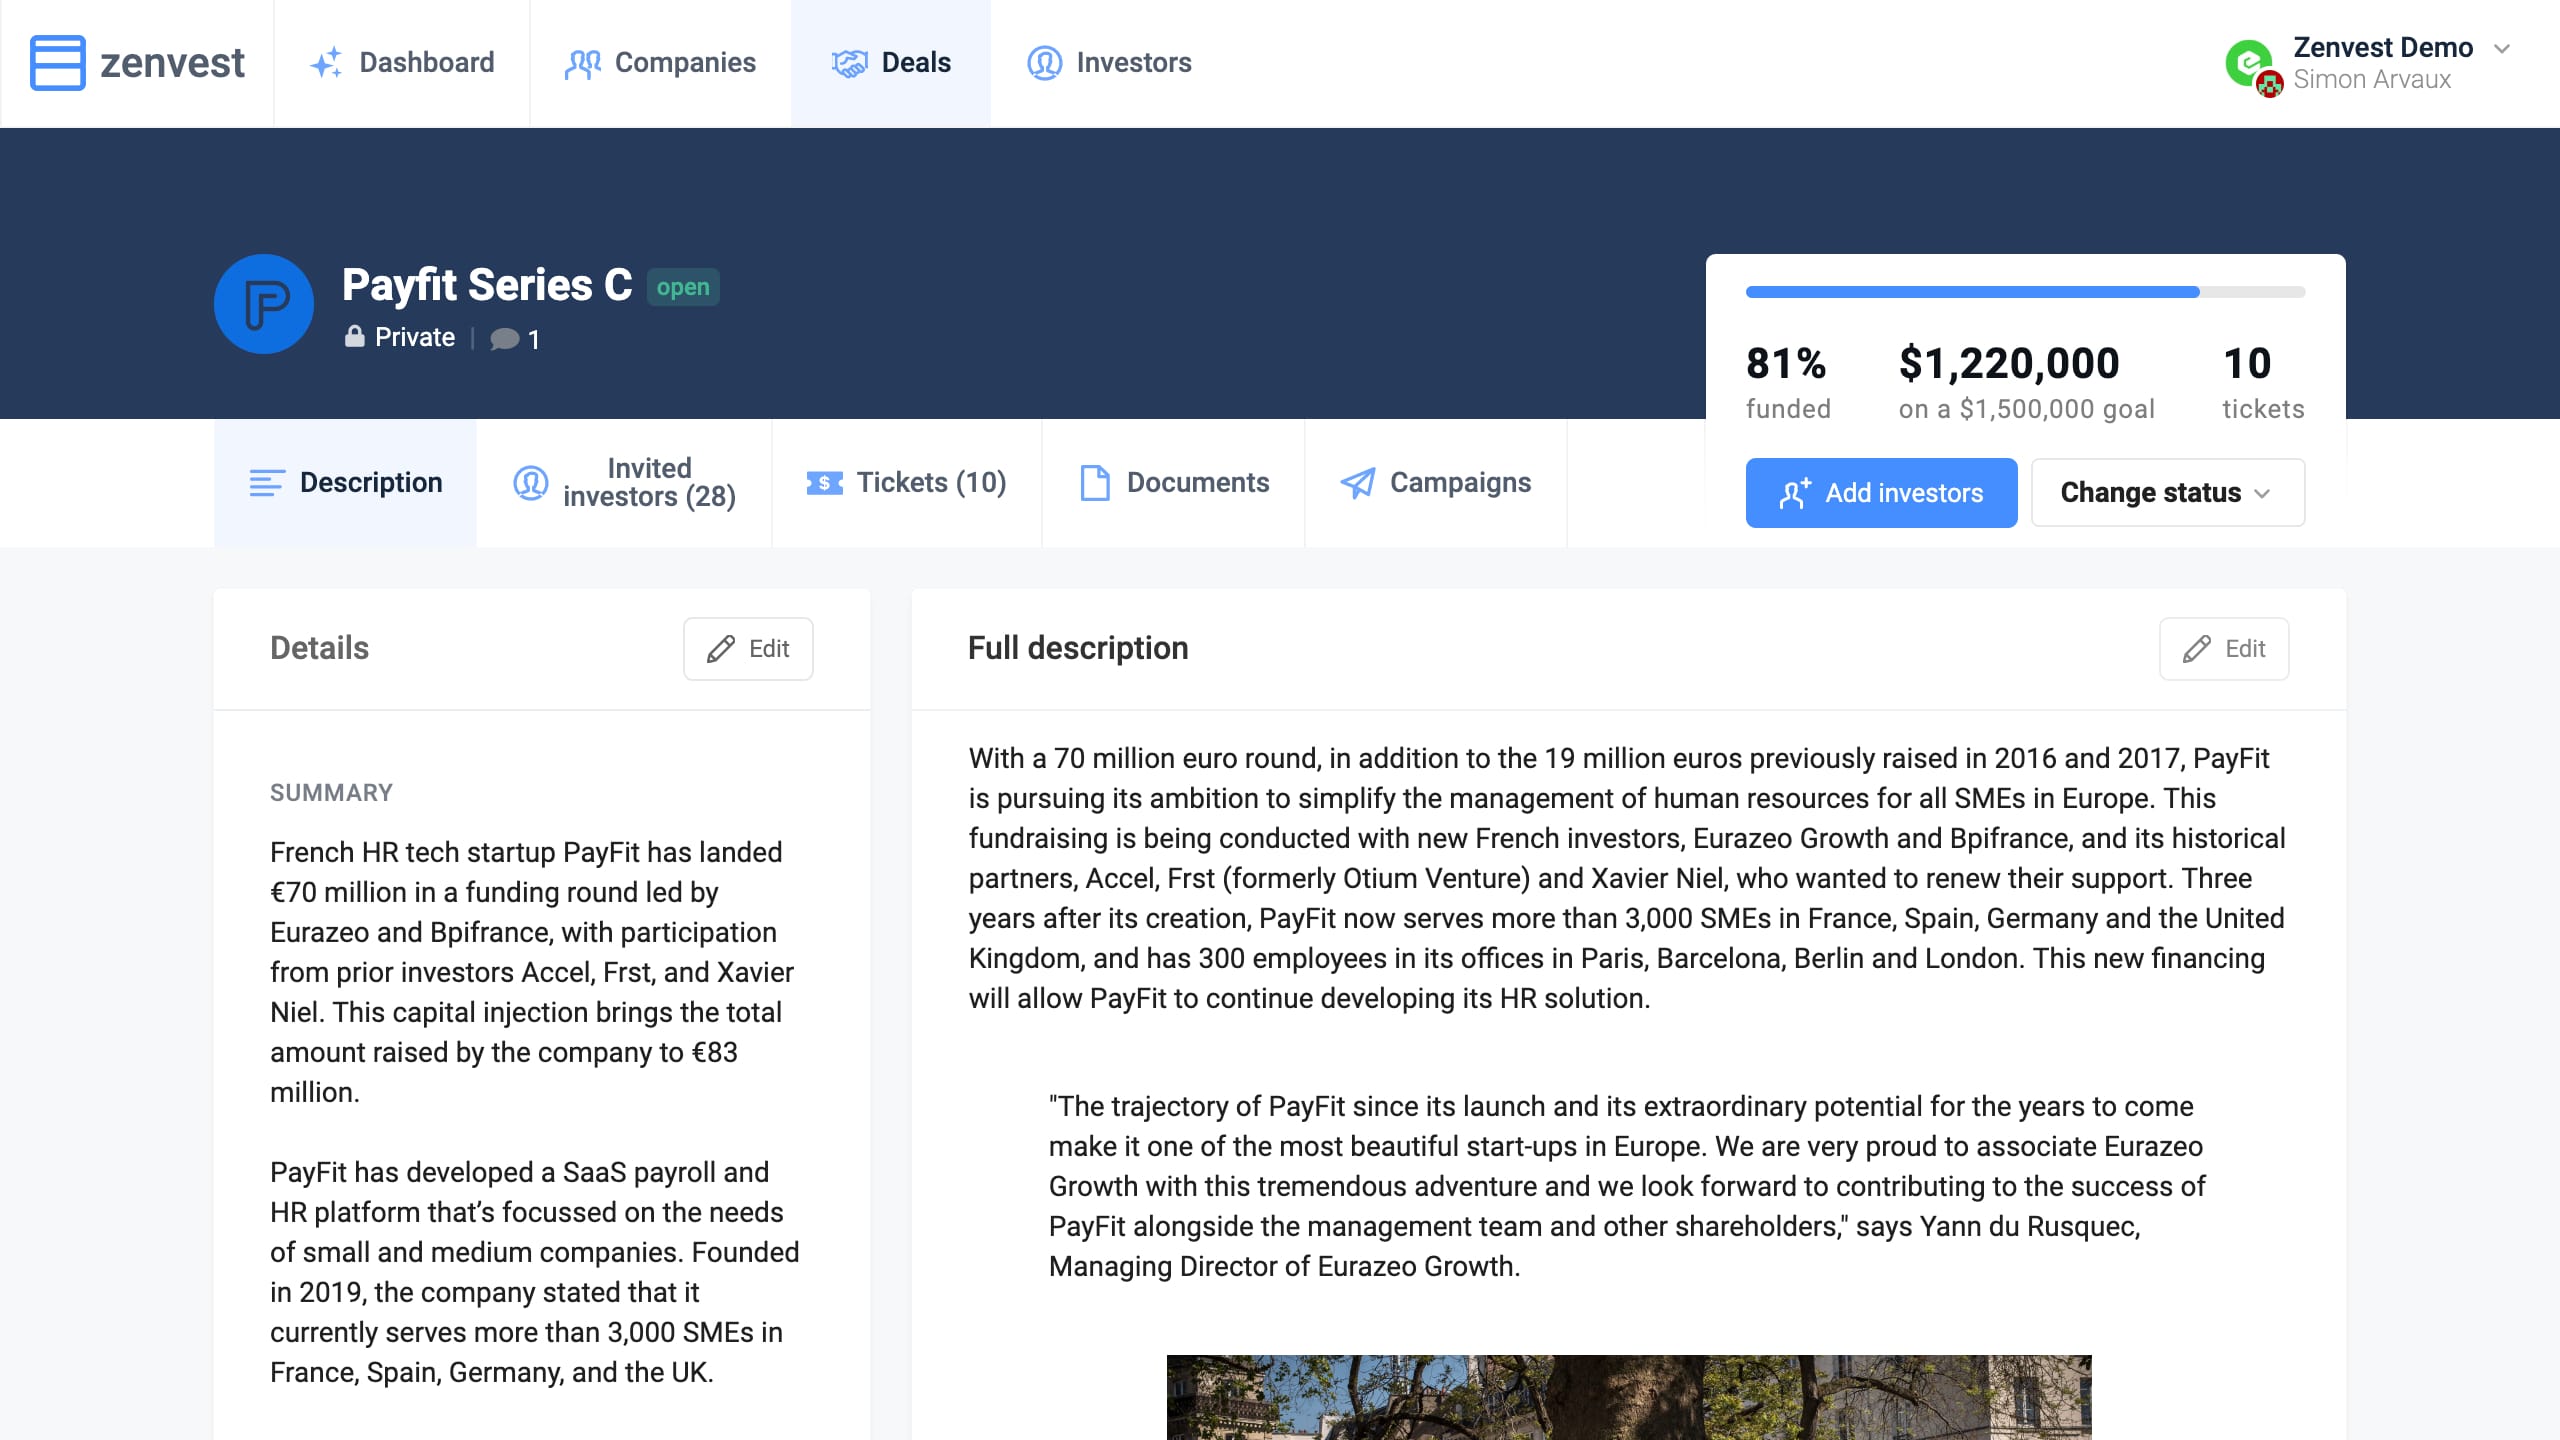 zenvest
Dashboard
Companies
Deals
Investors
Zenvest Demo
Simon Arvaux
Payfit Series C
open
Private
1
81%
funded
$1,220,000
on a $1,500,000 goal
10
tickets
Description
Invited
investors (28)
Tickets (10)
Documents
Campaigns
Add investors
Change status
Details
Edit
SUMMARY
French HR tech startup PayFit has landed
€70 million in a funding round led by
Eurazeo and Bpifrance, with participation
from prior investors Accel, Frst, and Xavier
Niel. This capital injection brings the total
amount raised by the company to €83
million.
PayFit has developed a SaaS payroll and
HR platform that’s focussed on the needs
of small and medium companies. Founded
in 2019, the company stated that it
currently serves more than 3,000 SMEs in
France, Spain, Germany, and the UK.
Full description
Edit
With a 70 million euro round, in addition to the 19 million euros previously raised in 2016 and 2017, PayFit
is pursuing its ambition to simplify the management of human resources for all SMEs in Europe. This
fundraising is being conducted with new French investors, Eurazeo Growth and Bpifrance, and its historical
partners, Accel, Frst (formerly Otium Venture) and Xavier Niel, who wanted to renew their support. Three
years after its creation, PayFit now serves more than 3,000 SMEs in France, Spain, Germany and the United
Kingdom, and has 300 employees in its offices in Paris, Barcelona, Berlin and London. This new financing
will allow PayFit to continue developing its HR solution.
"The trajectory of PayFit since its launch and its extraordinary potential for the years to come
make it one of the most beautiful start-ups in Europe. We are very proud to associate Eurazeo
Growth with this tremendous adventure and we look forward to contributing to the success of
PayFit alongside the management team and other shareholders," says Yann du Rusquec,
Managing Director of Eurazeo Growth.